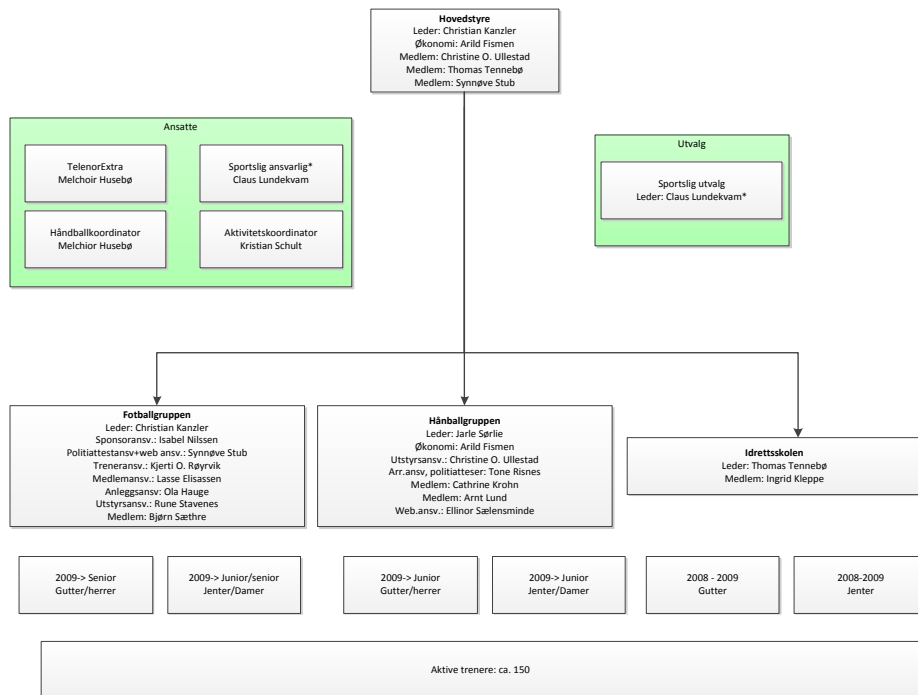 Hovedstyre
Leder: Christian Kanzler
Økonomi: Arild Fismen
Medlem: Christine O. Ullestad
Medlem: Thomas Tennebø
Medlem: Synnøve Stub
Ansatte
TelenorExtra
Melchoir Husebø
Sportslig ansvarlig*
Claus Lundekvam
Håndballkoordinator
Melchior Husebø
Aktivitetskoordinator
Kristian Schult
Utvalg
Sportslig utvalg
Leder: Claus Lundekvam*
Fotballgruppen
Leder: Christian Kanzler
Sponsoransv.: Isabel Nilssen
Politiattestansv+web ansv.: Synnøve Stub
Treneransv.: Kjerti O. Røyrvik
Medlemansv.: Lasse Elisassen
Anleggsansv: Ola Hauge
Utstyrsansv.: Rune Stavenes
Medlem: Bjørn Sæthre
Hånballgruppen
Leder: Jarle Sørlie
Økonomi: Arild Fismen
Utstyrsansv.: Christine O. Ullestad
Arr.ansv, politiatteser: Tone Risnes
Medlem: Cathrine Krohn
Medlem: Arnt Lund
Web.ansv.: Ellinor Sælensminde
Idrettsskolen
Leder: Thomas Tennebø
Medlem: Ingrid Kleppe
2009-> Senior
Gutter/herrer
2009-> Junior/senior
Jenter/Damer
2009-> Junior
Gutter/herrer
2009-> Junior
Jenter/Damer
2008 - 2009
Gutter
2008-2009
Jenter
Aktive trenere: ca. 150